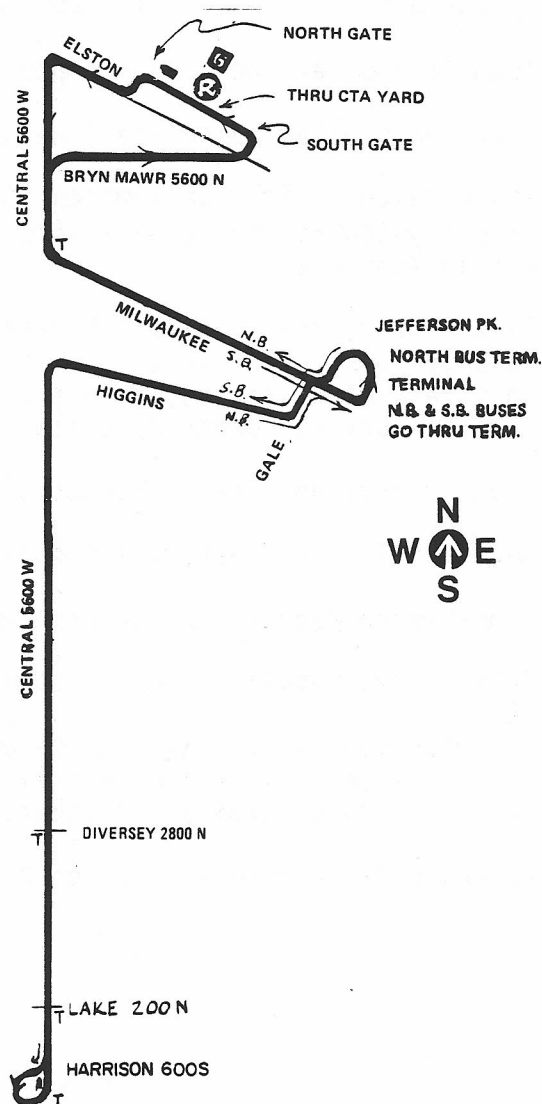 NORTH GATE
ELSTON
G
R
THRU CTA YARD
SOUTH GATE
CENTRAL 5600 W
BRYN MAWR 5600 N
T
MILWAUKEE
N.B.
S.B.
JEFFERSON PK.
NORTH BUS TERM.
TERMINAL
N.B. & S.B. BUSES
GO THRU TERM.
HIGGINS
S.B.
N.B.
GALE
N
W E
S
CENTRAL 5600 W
T
DIVERSEY 2800 N
T
LAKE 200 N
HARRISON 600S
T